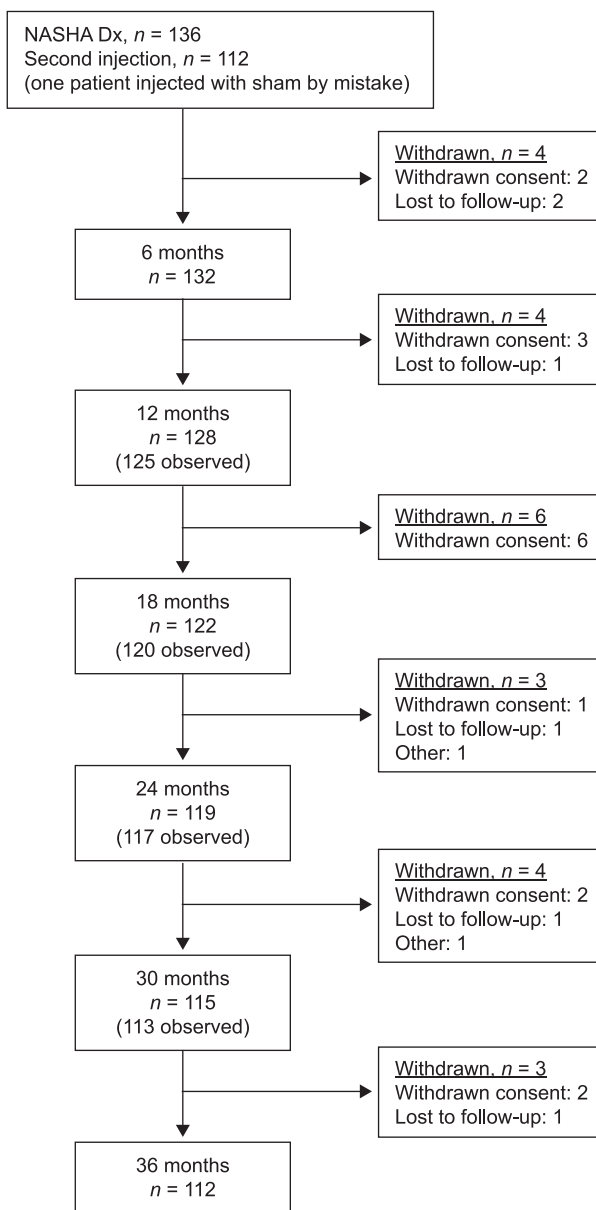 NASHA Dx, n = 136
Second injection, n = 112
(one patient injected with sham by mistake)
Withdrawn, n = 4
Withdrawn consent: 2
Lost to follow-up: 2
6 months
n = 132
Withdrawn, n = 4
Withdrawn consent: 3
Lost to follow-up: 1
12 months
n = 128
(125 observed)
Withdrawn, n = 6
Withdrawn consent: 6
18 months
n = 122
(120 observed)
Withdrawn, n = 3
Withdrawn consent: 1
Lost to follow-up: 1
Other: 1
24 months
n = 119
(117 observed)
Withdrawn, n = 4
Withdrawn consent: 2
Lost to follow-up: 1
Other: 1
30 months
n = 115
(113 observed)
Withdrawn, n = 3
Withdrawn consent: 2
Lost to follow-up: 1
36 months
n = 112